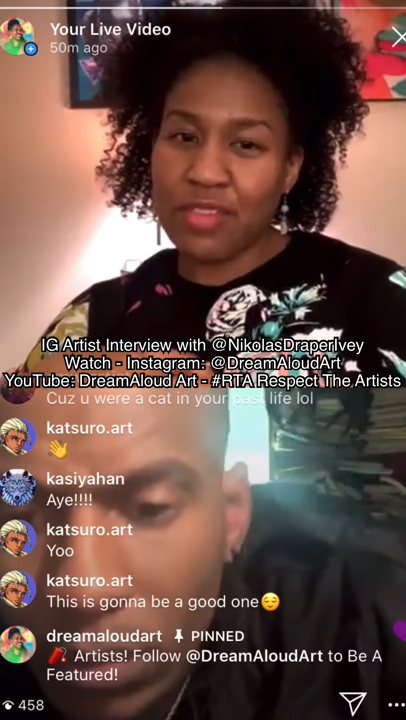 Your Live Video
50m ago
IG Artist Interview with @NikolasDraperIvey
Watch - Instagram: @DreamAloudArt
YouTube: DreamAloud Art - #RTA Respect The Artists
Cuz u were a cat in your past life lol
katsuro.art
👋
kasiyahan
Aye!!!!
katsuro.art
Yoo
katsuro.art
This is gonna be a good one😌
dreamaloudart PINNED
🧨 Artists! Follow @DreamAloudArt to Be A
Featured!
458